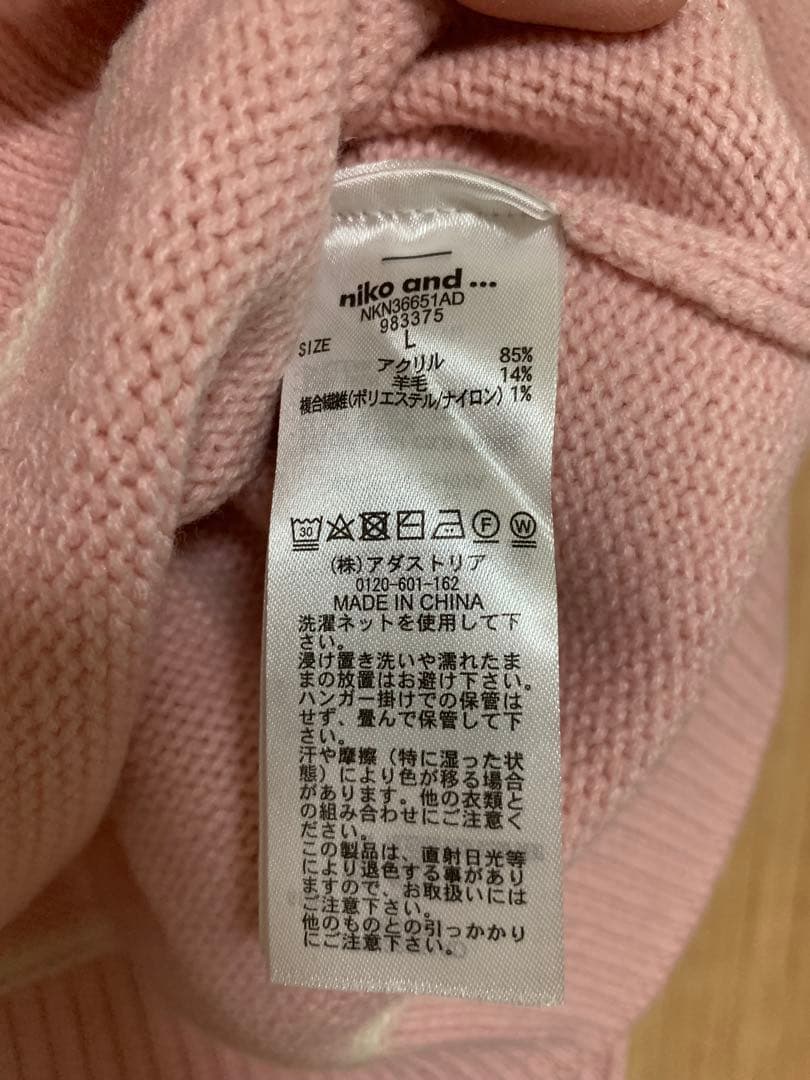 niko and ...
NKN36651AD
983375
SIZE L
アクリル 85%
羊毛 14%
複合繊維(ポリエステル/ナイロン) 1%
30 F W
(株)アダストリア
0120-601-162
MADE IN CHINA
洗濯ネットを使用して下
さい。
浸け置き洗いや濡れたま
まの放置はお避け下さい。
ハンガー掛けでの保管は
せず、畳んで保管して下
さい。
汗や摩擦（特に湿った状
態）により色が移る場合
があります。他の衣類と
の組み合わせにご注意く
ださい。
この製品は、直射日光等
により退色する事があり
ますので、お取扱いには
ご注意下さい。
他のものとの引っかかり
にご注意下さい。